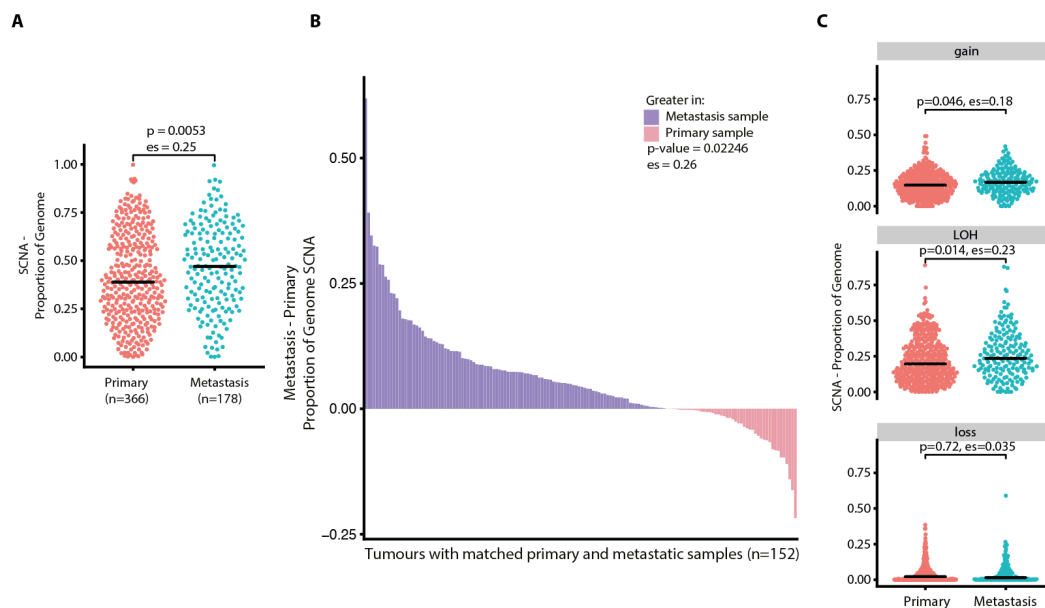 A
p = 0.0053
es = 0.25
SCNA -
Proportion of Genome
1.00
0.75
0.50
0.25
0.00
Primary
(n=366)
Metastasis
(n=178)
B
Greater in:
Metastasis sample
Primary sample
p-value = 0.02246
es = 0.26
Metastasis - Primary
Proportion of Genome SCNA
0.50
0.25
0.00
−0.25
Tumours with matched primary and metastatic samples (n=152)
C
SCNA - Proportion of Genome
gain
p=0.046, es=0.18
0.75
0.50
0.25
0.00
LOH
p=0.014, es=0.23
0.75
0.50
0.25
0.00
loss
p=0.72, es=0.035
0.75
0.50
0.25
0.00
Primary
Metastasis